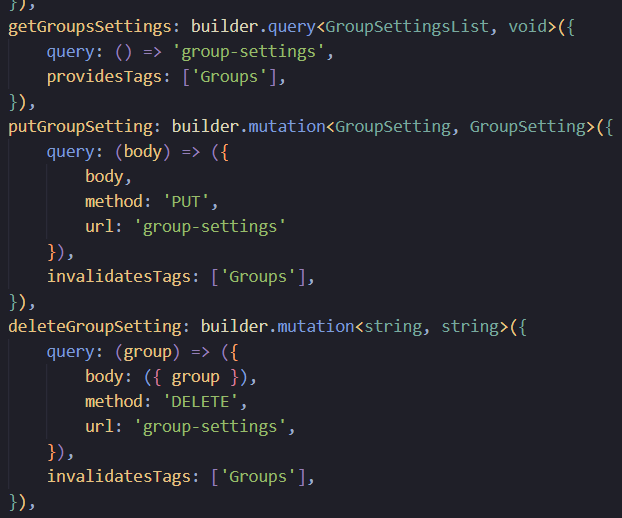 }),
getGroupsSettings: builder.query<GroupSettingsList, void>({
    query: () => 'group-settings',
    providesTags: ['Groups'],
}),
putGroupSetting: builder.mutation<GroupSetting, GroupSetting>({
    query: (body) => ({
        body,
        method: 'PUT',
        url: 'group-settings'
    }),
    invalidatesTags: ['Groups'],
}),
deleteGroupSetting: builder.mutation<string, string>({
    query: (group) => ({
        body: ({ group }),
        method: 'DELETE',
        url: 'group-settings',
    }),
    invalidatesTags: ['Groups'],
}),